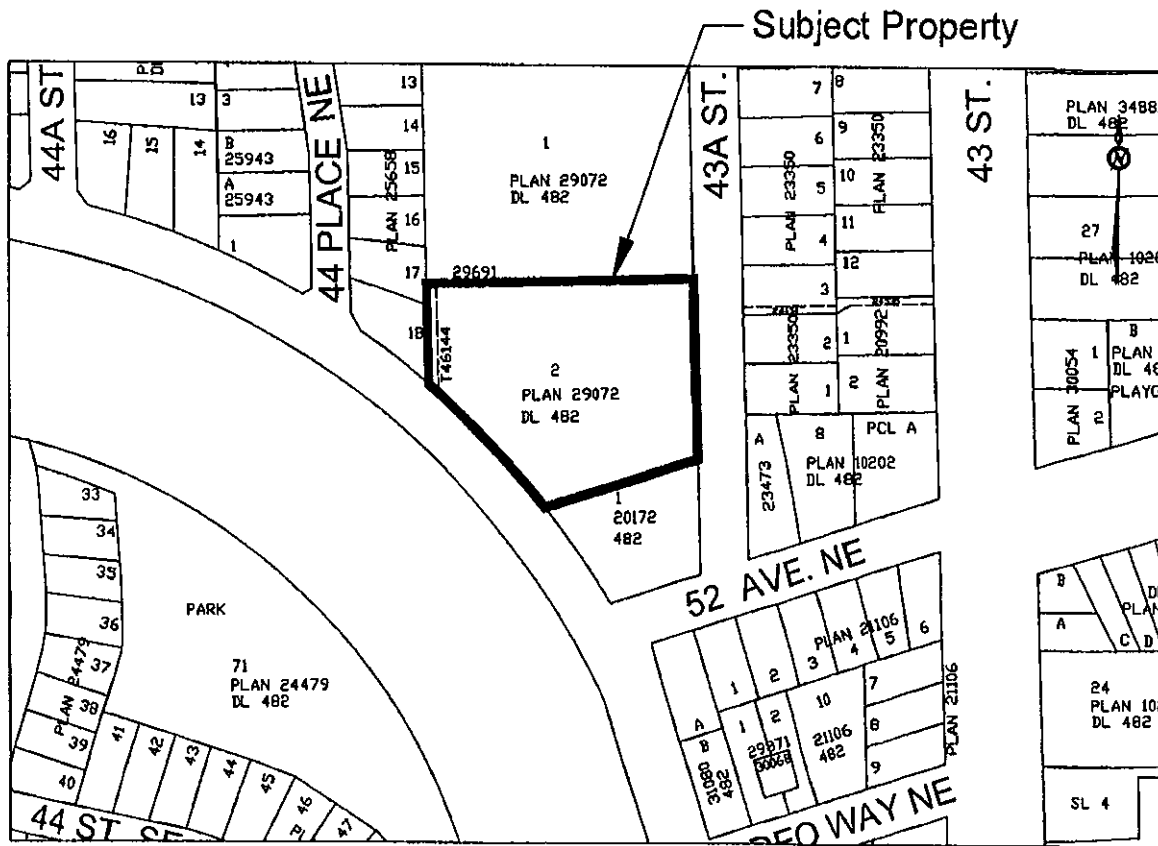 Subject Property
44A ST
13
3
16
15
14
B
25943
A
25943
1
44 PLACE NE
13
14
15
16
17
18
PLAN 25658
1
PLAN 29072
DL 482
29691
T46144
2
PLAN 29072
DL 482
1
20172
482
43A ST.
7
6
5
4
3
2
1
PLAN 23350
PLAN 23350
8
9
10
11
12
PLAN 23350
1
2
PLAN 20992
A
23473
8
PLAN 10202
DL 482
PCL A
43 ST.
PLAN 3488
DL 482
N
27
DL 482
PLAN 30054
1
2
B
PLAN
52 AVE. NE
PLAN 21106
1
2
3
4
5
6
A
B
31080
482
1
2
29871
30068
10
21106
482
7
8
9
PLAN 21106
B
A
C
D
24
DL 482
SL 4
33
34
35
36
37
38
39
40
PLAN 24479
PARK
71
PLAN 24479
DL 482
41
42
43
44
45
46
47
44 ST. SE
WAY NE